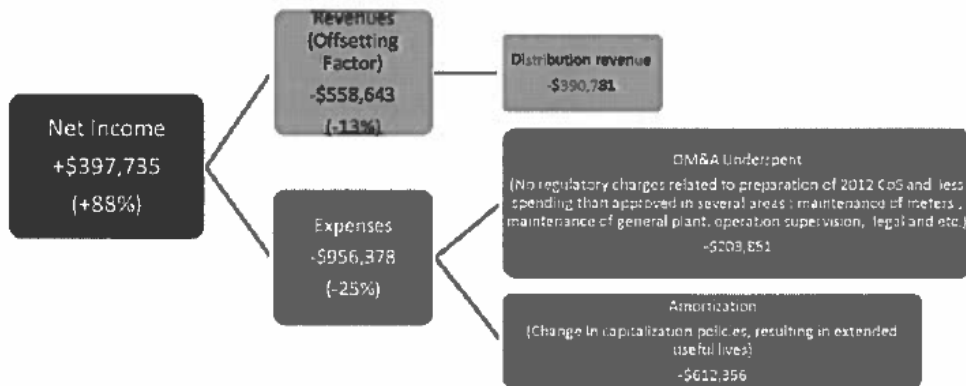 Revenues
(Offsetting
Factor)
-$558,643
(-13%)
Distribution revenue
-$390,781
Net Income
+$397,735
(+88%)
Expenses
-$956,378
(-25%)
OM&A Underspent
(No regulatory charges related to preparation of 2012 CoS and less
spending than approved in several areas : maintenance of meters ,
maintenance of general plant, operation supervision, legal and etc.)
-$203,851
Amortization
(Change in capitalization policies, resulting in extended
useful lives)
-$612,356